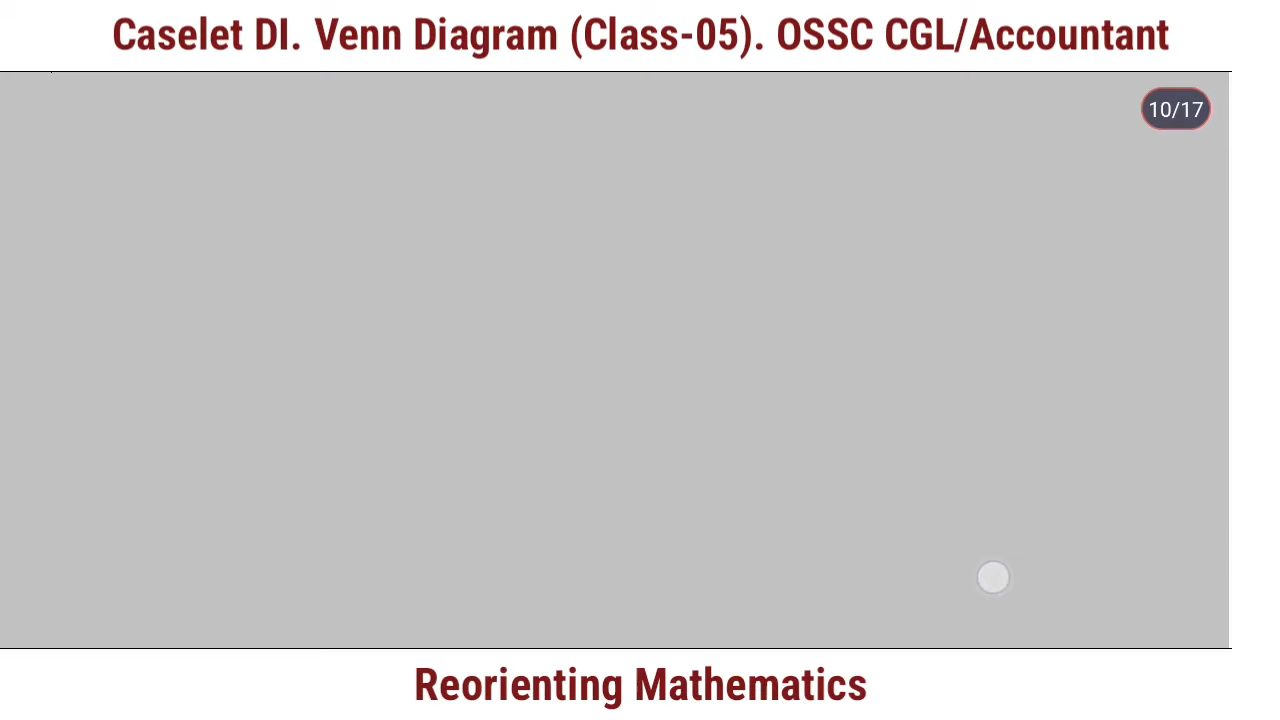 Caselet DI. Venn Diagram (Class-05). OSSC CGL/Accountant
10/17
Reorienting Mathematics